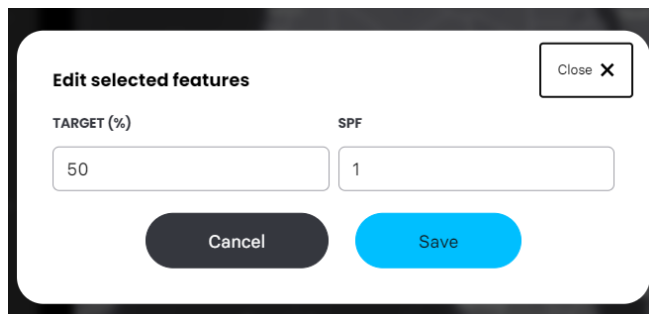 Close
Edit selected features
TARGET (%) SPF
50 1
Cancel Save